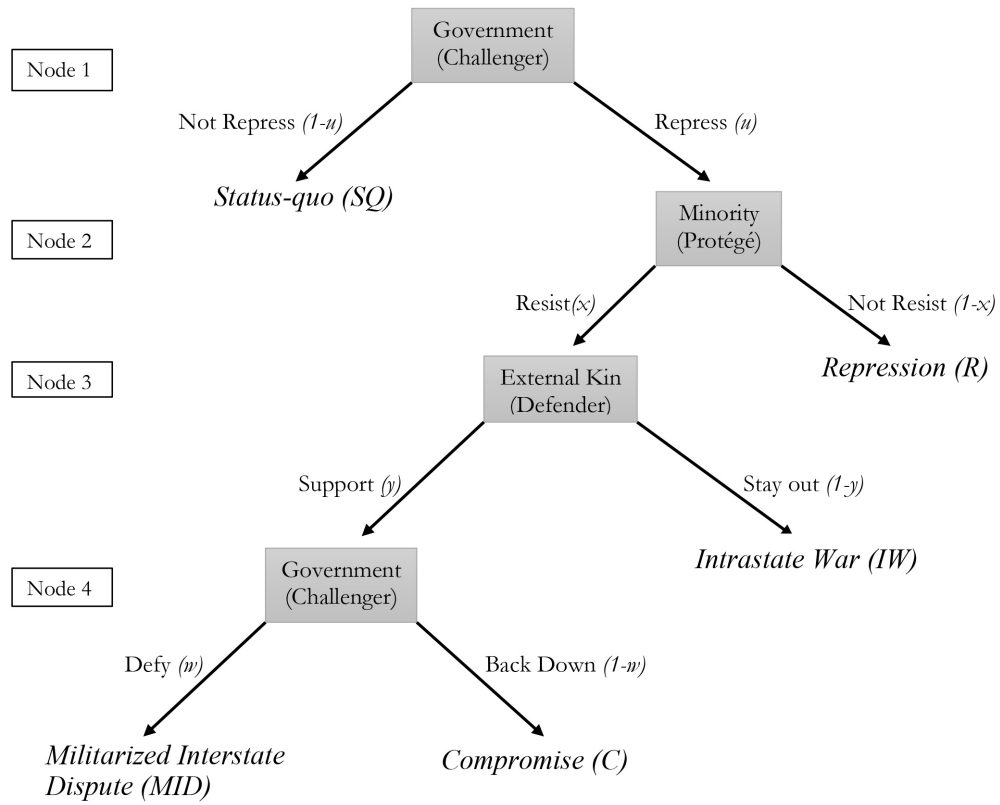 Government
(Challenger)
Node 1
Not Repress (1-u)
Repress (u)
Status-quo (SQ)
Minority
(Protégé)
Node 2
Resist(x)
Not Resist (1-x)
Repression (R)
Node 3
External Kin
(Defender)
Support (y)
Stay out (1-y)
Intrastate War (IW)
Government
(Challenger)
Node 4
Defy (w)
Back Down (1-w)
Militarized Interstate
Dispute (MID)
Compromise (C)